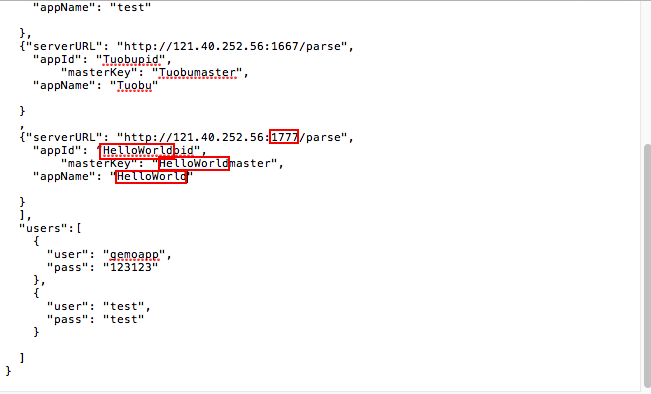 "appName": "test"
},
{"serverURL": "http://121.40.252.56:1667/parse",
"appId": "Tuobupid",
"masterKey": "Tuobumaster",
"appName": "Tuobu"
}
,
{"serverURL": "http://121.40.252.56:1777/parse",
"appId": "HelloWorldpid",
"masterKey": "HelloWorldmaster",
"appName": "HelloWorld"
}
],
"users":[
{
"user": "gemoapp",
"pass": "123123"
},
{
"user": "test",
"pass": "test"
}
]
}